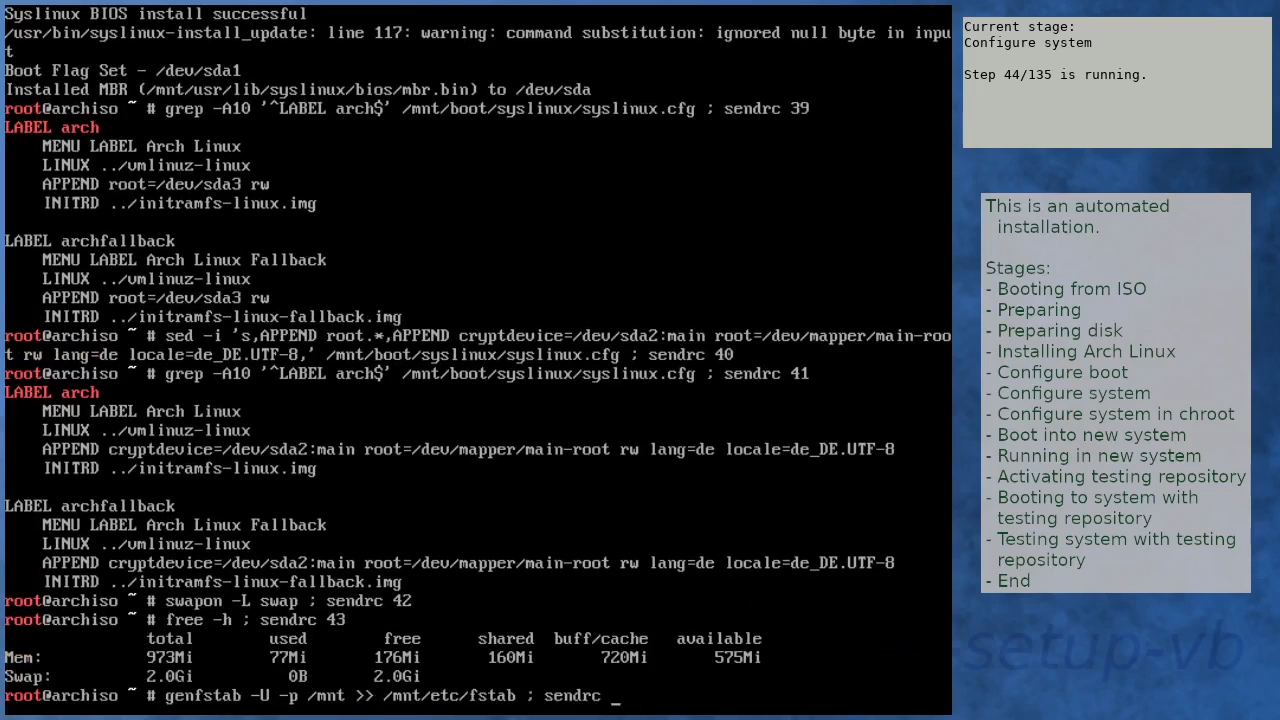 Syslinux BIOS install successful
/usr/bin/syslinux-install_update: line 117: warning: command substitution: ignored null byte in inpu
t
Boot Flag Set - /dev/sda1
Installed MBR (/mnt/usr/lib/syslinux/bios/mbr.bin) to /dev/sda
root@archiso ~ # grep -A10 '^LABEL arch$' /mnt/boot/syslinux/syslinux.cfg ; sendrc 39
LABEL arch
    MENU LABEL Arch Linux
    LINUX ../vmlinuz-linux
    APPEND root=/dev/sda3 rw
    INITRD ../initramfs-linux.img

LABEL archfallback
    MENU LABEL Arch Linux Fallback
    LINUX ../vmlinuz-linux
    APPEND root=/dev/sda3 rw
    INITRD ../initramfs-linux-fallback.img
root@archiso ~ # sed -i 's,APPEND root.*,APPEND cryptdevice=/dev/sda2:main root=/dev/mapper/main-roo
t rw lang=de locale=de_DE.UTF-8,' /mnt/boot/syslinux/syslinux.cfg ; sendrc 40
root@archiso ~ # grep -A10 '^LABEL arch$' /mnt/boot/syslinux/syslinux.cfg ; sendrc 41
LABEL arch
    MENU LABEL Arch Linux
    LINUX ../vmlinuz-linux
    APPEND cryptdevice=/dev/sda2:main root=/dev/mapper/main-root rw lang=de locale=de_DE.UTF-8
    INITRD ../initramfs-linux.img

LABEL archfallback
    MENU LABEL Arch Linux Fallback
    LINUX ../vmlinuz-linux
    APPEND cryptdevice=/dev/sda2:main root=/dev/mapper/main-root rw lang=de locale=de_DE.UTF-8
    INITRD ../initramfs-linux-fallback.img
root@archiso ~ # swapon -L swap ; sendrc 42
root@archiso ~ # free -h ; sendrc 43
               total        used        free      shared  buff/cache   available
Mem:           973Mi        77Mi       176Mi       160Mi       720Mi       575Mi
Swap:          2.0Gi          0B       2.0Gi
root@archiso ~ # genfstab -U -p /mnt >> /mnt/etc/fstab ; sendrc _
Current stage:
Configure system

Step 44/135 is running.
This is an automated
installation.

Stages:
- Booting from ISO
- Preparing
- Preparing disk
- Installing Arch Linux
- Configure boot
- Configure system
- Configure system in chroot
- Boot into new system
- Running in new system
- Activating testing repository
- Booting to system with
testing repository
- Testing system with testing
repository
- End
setup-vb